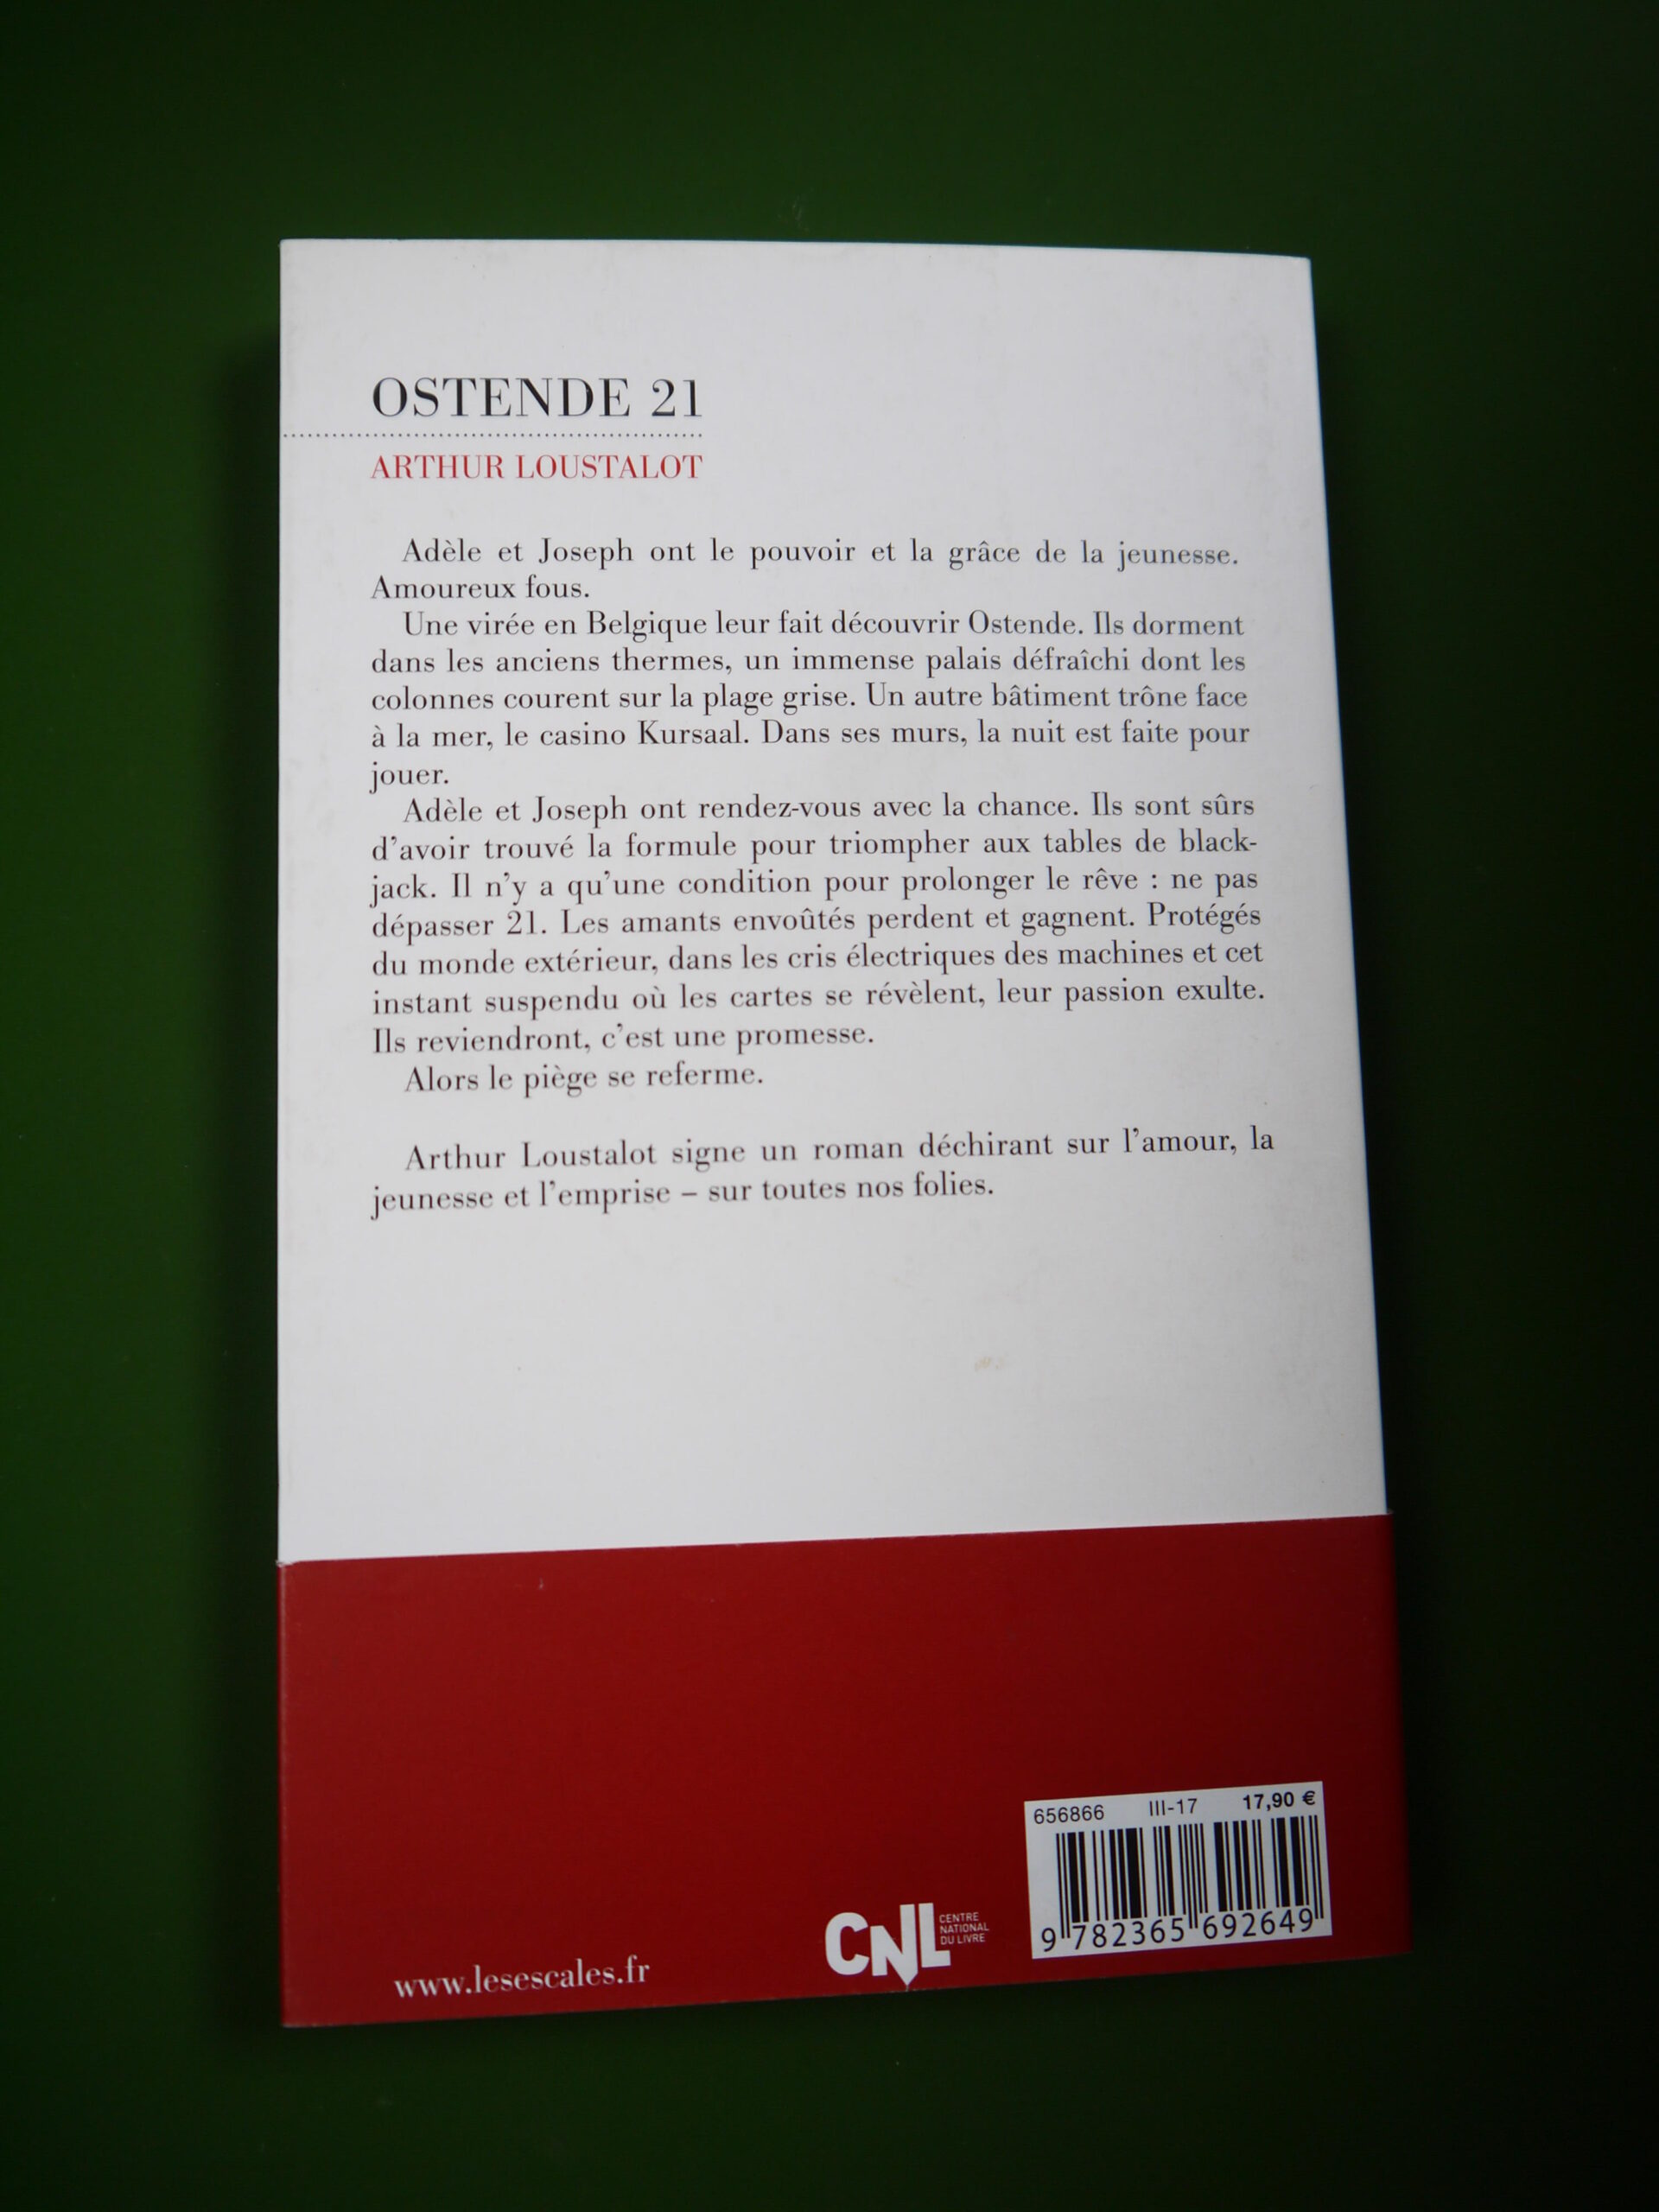 OSTENDE 21
ARTHUR LOUSTALOT
Adèle et Joseph ont le pouvoir et la grâce de la jeunesse.
Amoureux fous.
Une virée en Belgique leur fait découvrir Ostende. Ils dorment
dans les anciens thermes, un immense palais défraîchi dont les
colonnes courent sur la plage grise. Un autre bâtiment trône face
à la mer, le casino Kursaal. Dans ses murs, la nuit est faite pour
jouer.
Adèle et Joseph ont rendez-vous avec la chance. Ils sont sûrs
d'avoir trouvé la formule pour triompher aux tables de black-
jack. Il n'y a qu'une condition pour prolonger le rêve : ne pas
dépasser 21. Les amants envoûtés perdent et gagnent. Protégés
du monde extérieur, dans les cris électriques des machines et cet
instant suspendu où les cartes se révèlent, leur passion exulte.
Ils reviendront, c'est une promesse.
Alors le piège se referme.
Arthur Loustalot signe un roman déchirant sur l'amour, la
jeunesse et l'emprise – sur toutes nos folies.
656866 III-17 17,90 €
9 782365 692649
CNL CENTRE
NATIONAL
DU LIVRE
www.lesescales.fr